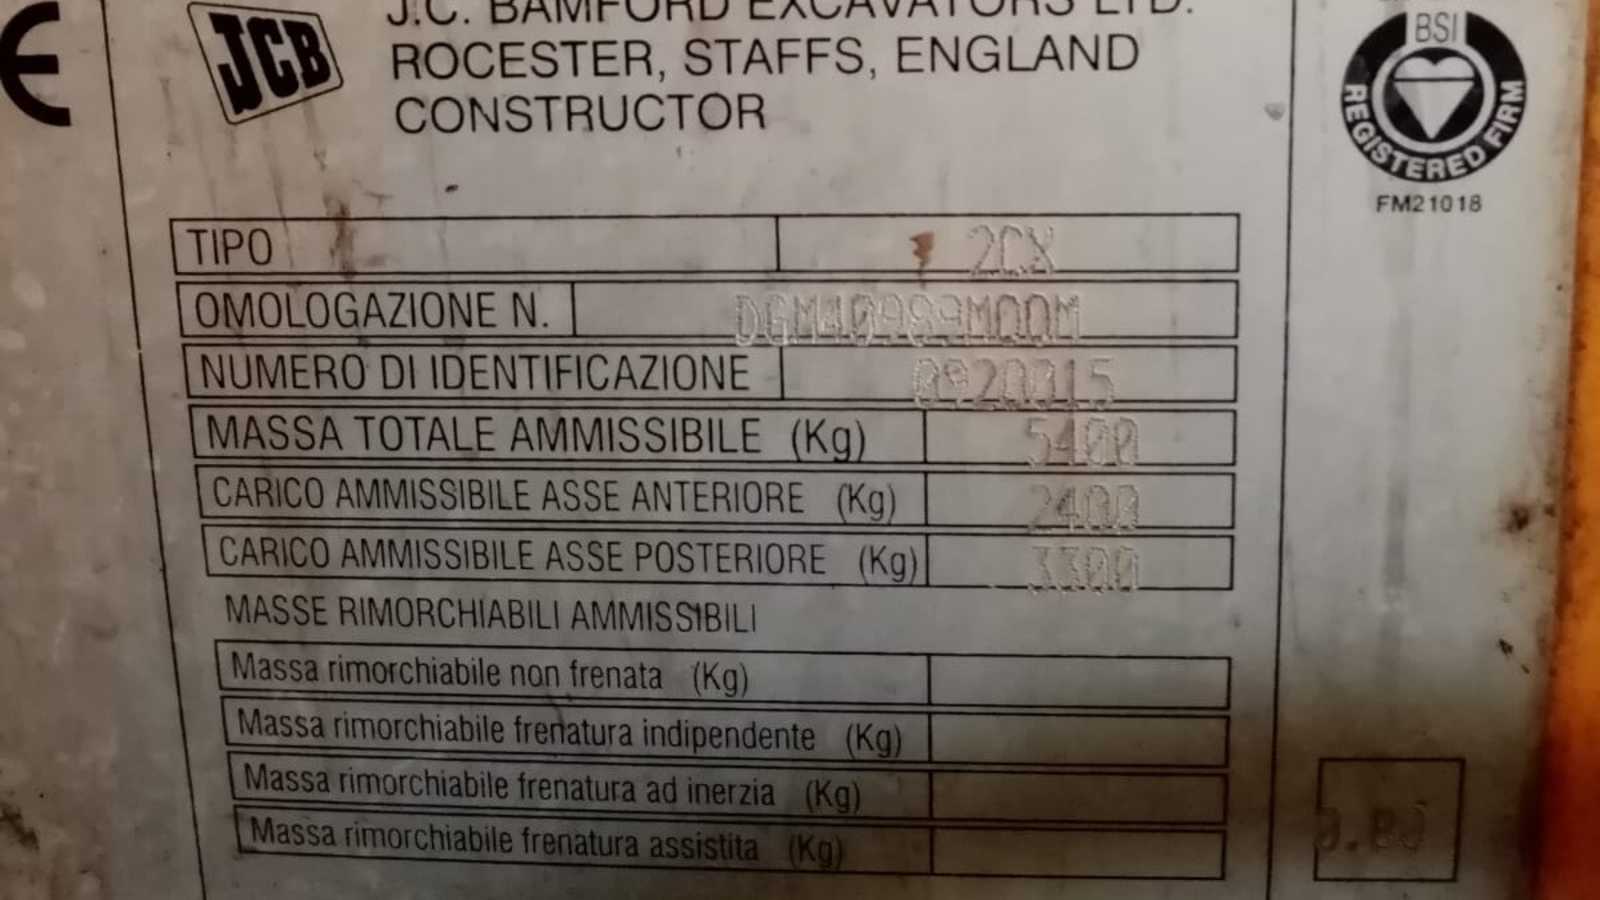 CE
JCB
J.C. BAMFORD EXCAVATORS LTD.
ROCESTER, STAFFS, ENGLAND
CONSTRUCTOR
BSI
REGISTERED FIRM
FM21018
TIPO 2CX
OMOLOGAZIONE N.
NUMERO DI IDENTIFICAZIONE 0920015
MASSA TOTALE AMMISSIBILE (Kg) 5400
CARICO AMMISSIBILE ASSE ANTERIORE (Kg) 2400
CARICO AMMISSIBILE ASSE POSTERIORE (Kg) 3300
MASSE RIMORCHIABILI AMMISSIBILI
Massa rimorchiabile non frenata (Kg)
Massa rimorchiabile frenatura indipendente (Kg)
Massa rimorchiabile frenatura ad inerzia (Kg)
Massa rimorchiabile frenatura assistita (Kg)